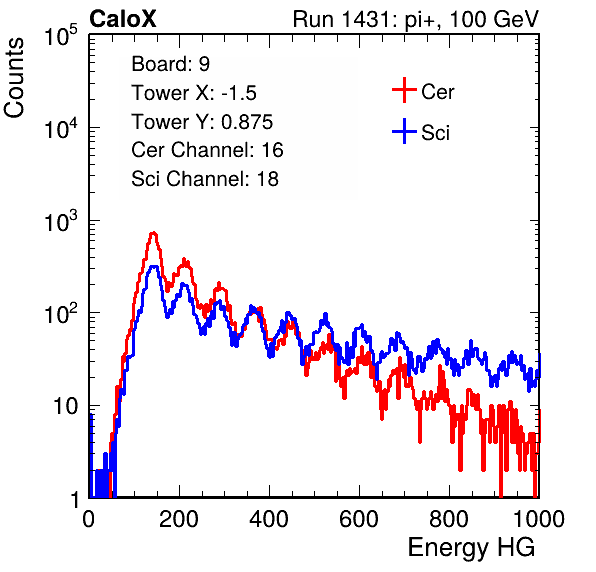 CaloX Run 1431: pi+, 100 GeV
Counts
10^5
10^4
10^3
10^2
10
1
Board: 9
Tower X: -1.5
Tower Y: 0.875
Cer Channel: 16
Sci Channel: 18
Cer
Sci
0 200 400 600 800 1000
Energy HG